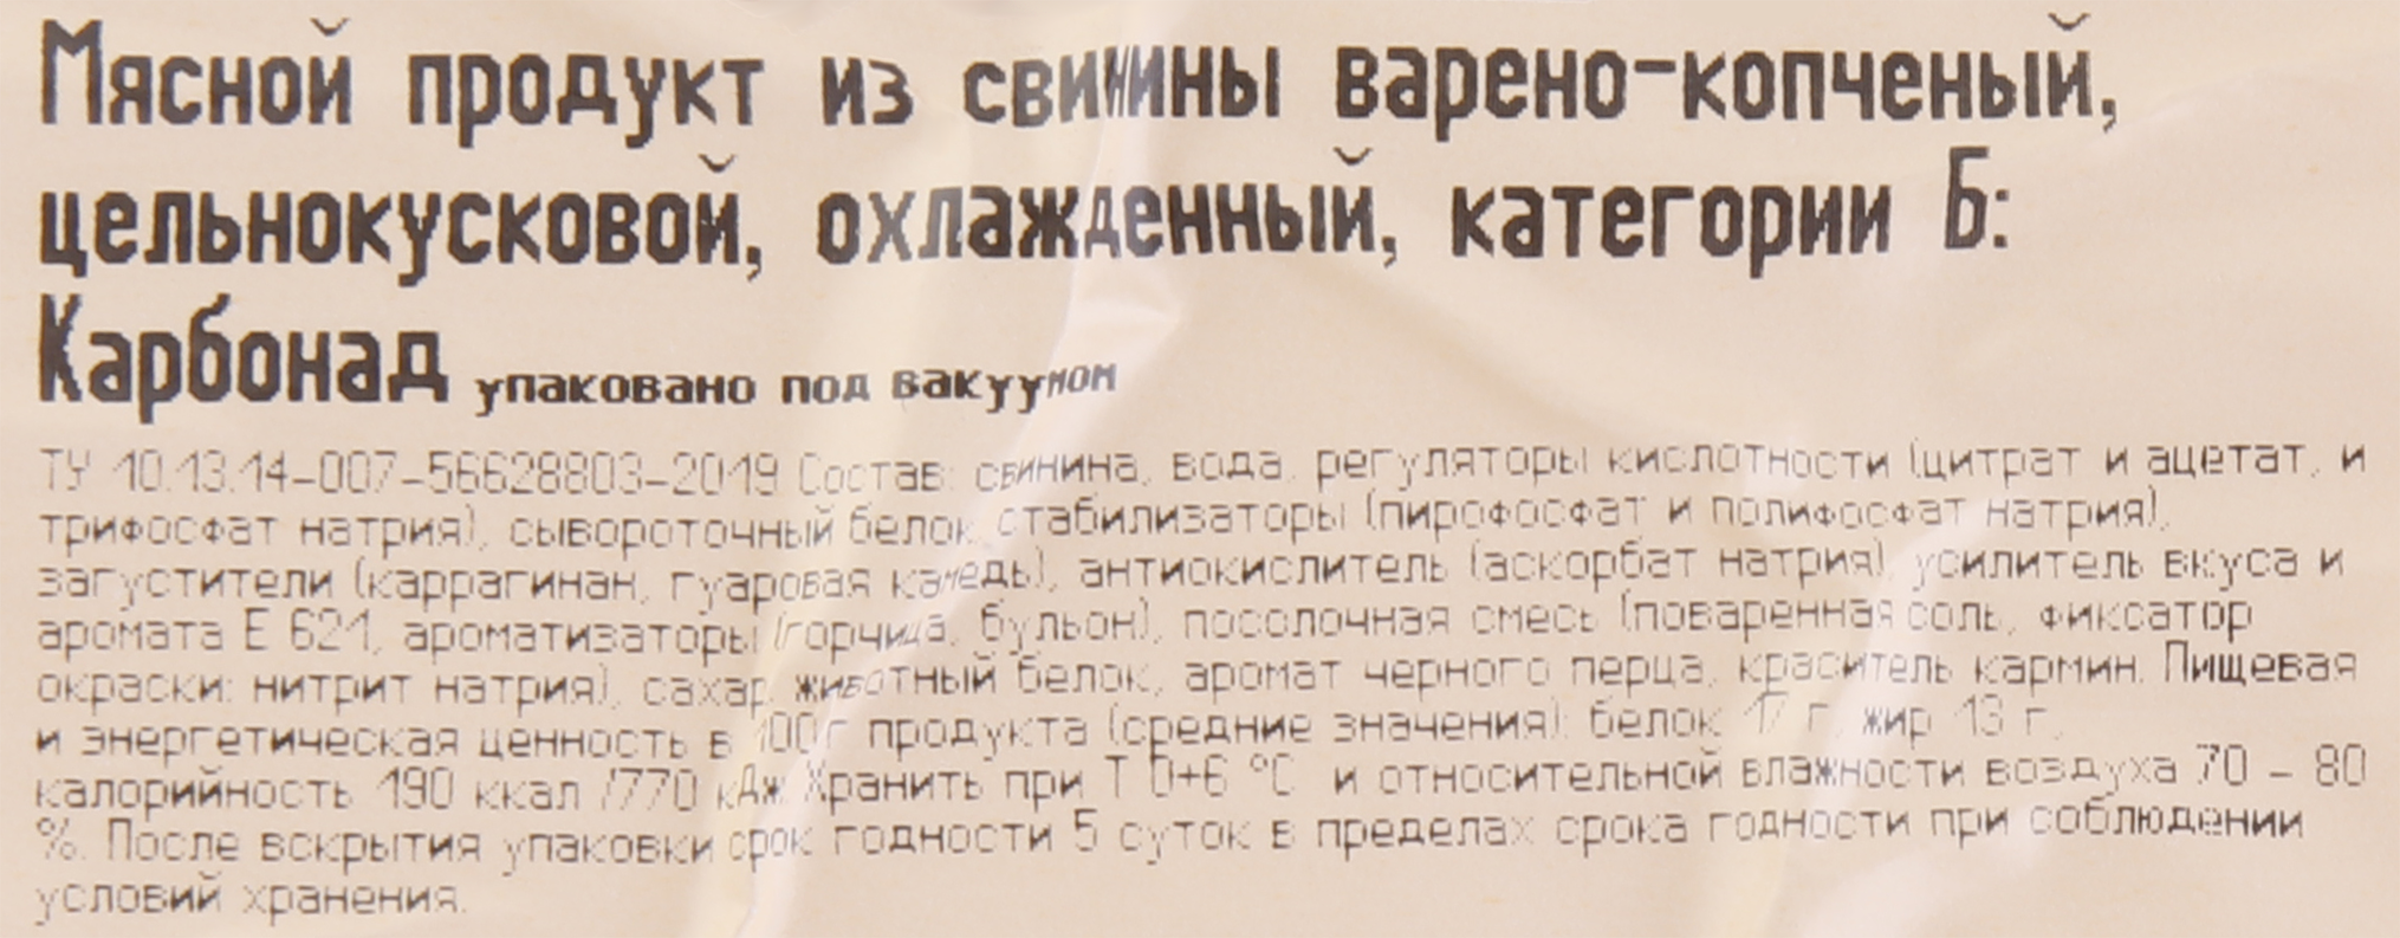 Мясной продукт из свинины варено-копченый,
цельнокусковой, охлажденный, категории Б:
Карбонад упаковано под вакуумом
ТУ 10.13.14-007-56628803-2019 Состав: свинина, вода, регуляторы кислотности (цитрат и ацетат, и
трифосфат натрия), сывороточный белок, стабилизаторы (пирофосфат и полифосфат натрия),
загустители (каррагинан, гуаровая камедь), антиокислитель (аскорбат натрия), усилитель вкуса и
аромата Е 621, ароматизаторы (горчица, бульон), посолочная смесь (поваренная соль, фиксатор
окраски: нитрит натрия), сахар, животный белок, аромат черного перца, краситель кармин. Пищевая
и энергетическая ценность в 100 г продукта (средние значения): белок 17 г, жир 13 г,
калорийность 190 ккал /770 кДж. Хранить при Т 0+6 °С и относительной влажности воздуха 70 - 80
%. После вскрытия упаковки срок годности 5 суток в пределах срока годности при соблюдении
условий хранения.